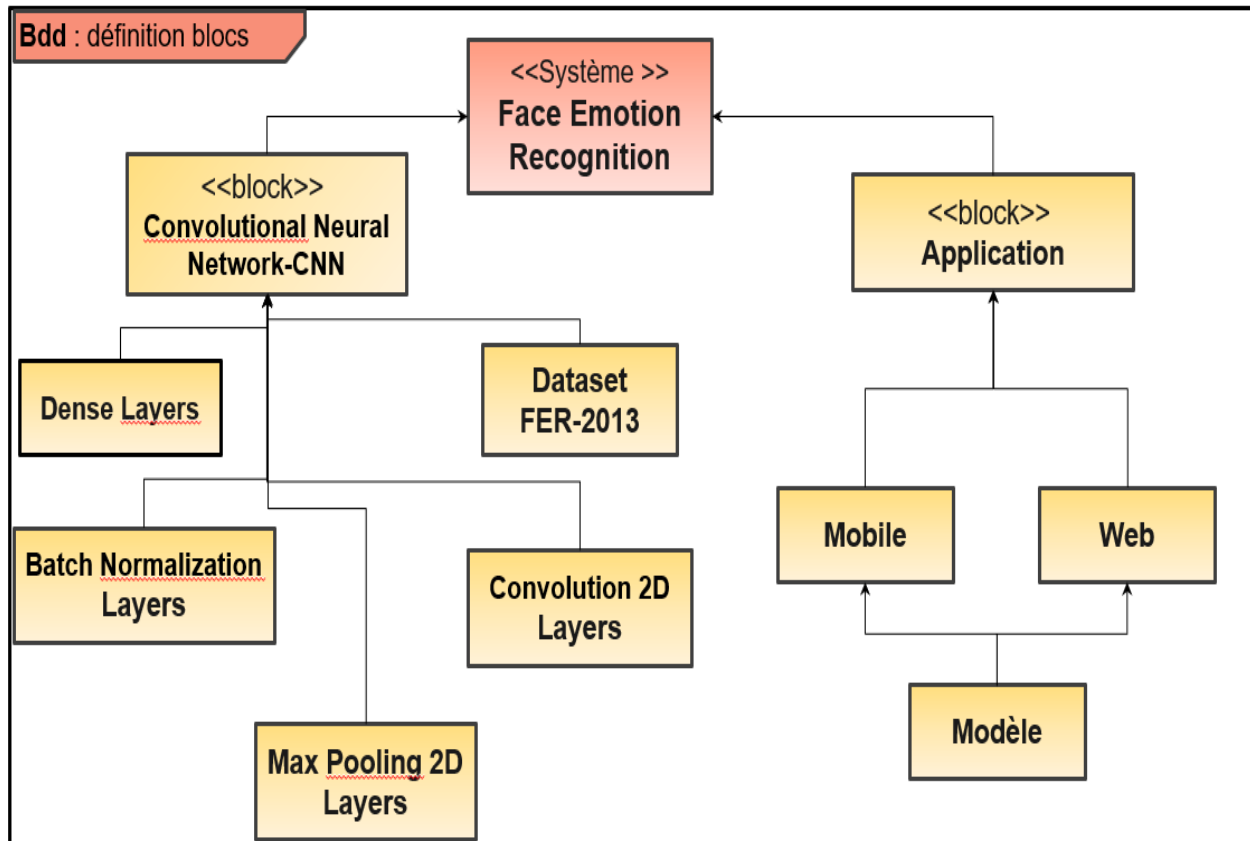 Bdd : définition blocs
<<Système >>
Face Emotion
Recognition
<<block>>
Convolutional Neural
Network-CNN
<<block>>
Application
Dense Layers
Dataset
FER-2013
Batch Normalization
Layers
Convolution 2D
Layers
Max Pooling 2D
Layers
Mobile
Web
Modèle